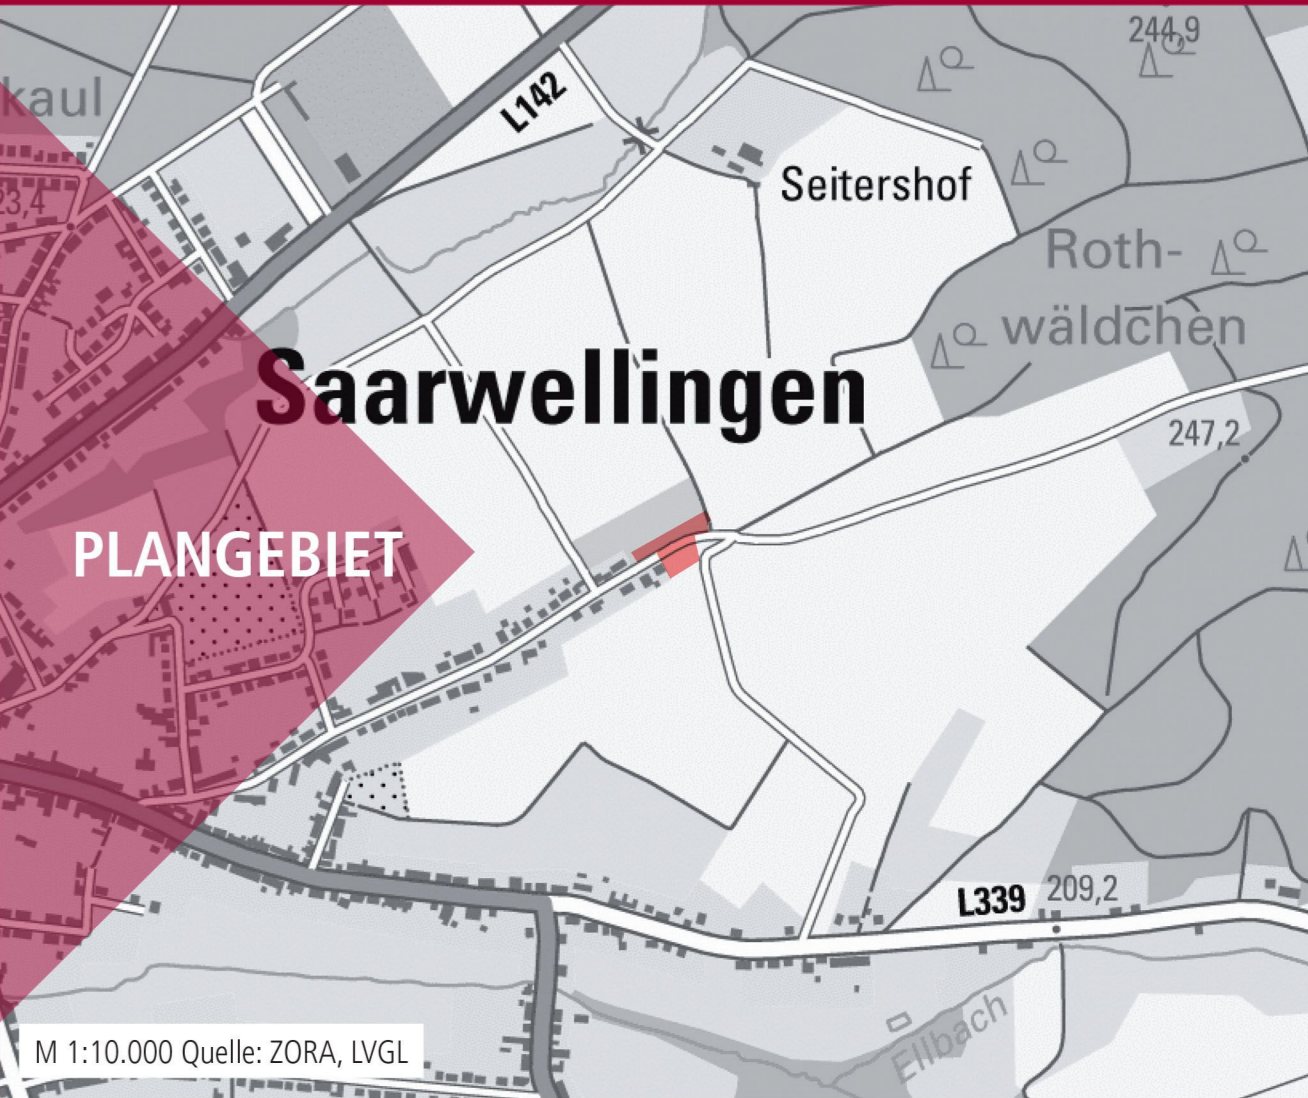 244,9
kaul
L142
23,4
Seitershof
Roth-
wäldchen
Saarwellingen
247,2
PLANGEBIET
L339
209,2
Ellbach
M 1:10.000 Quelle: ZORA, LVGL